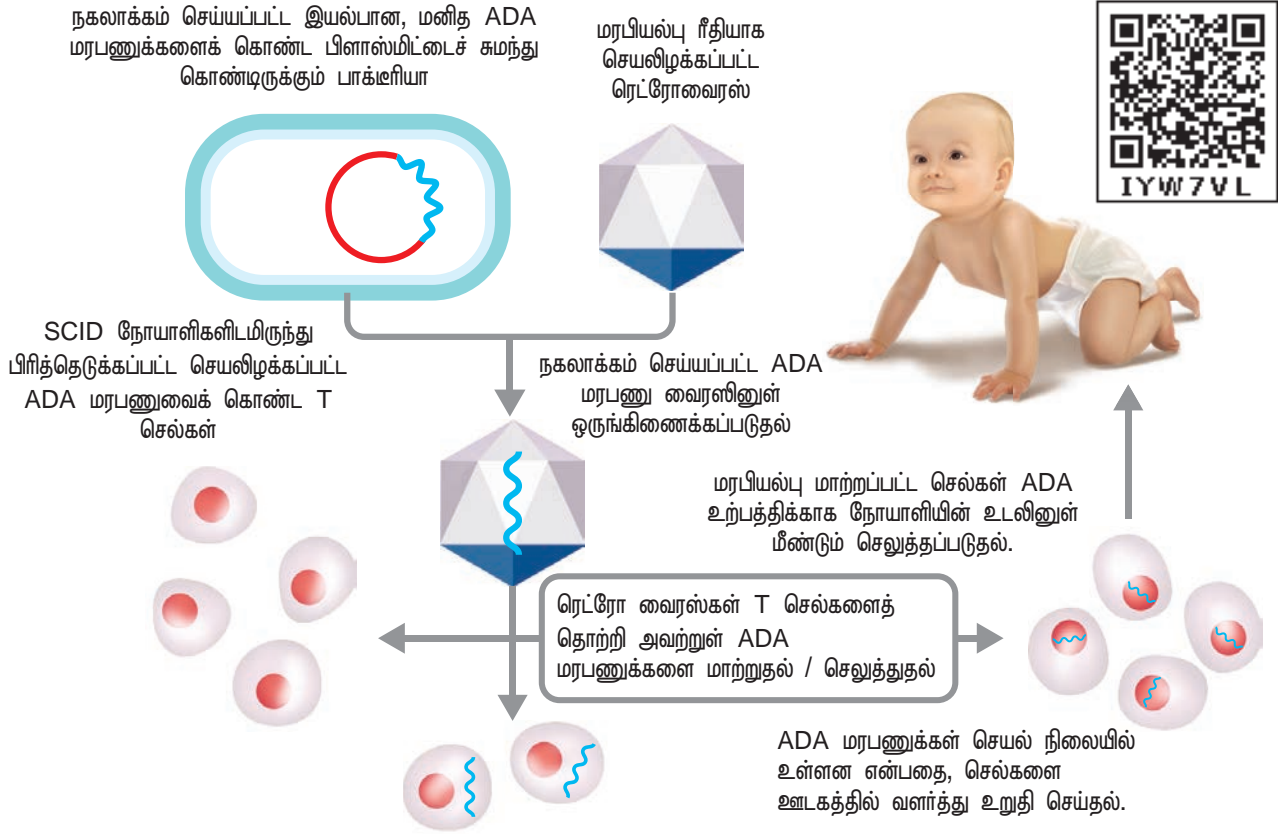 நகலாக்கம் செய்யப்பட்ட இயல்பான, மனித ADA
மரபணுக்களைக் கொண்ட பிளாஸ்மிட்டைச் சுமந்து
கொண்டிருக்கும் பாக்டீரியா
மரபியல்பு ரீதியாக
செயலிழக்கப்பட்ட
ரெட்ரோவைரஸ்
IYW7VL
SCID நோயாளிகளிடமிருந்து
பிரித்தெடுக்கப்பட்ட செயலிழக்கப்பட்ட
ADA மரபணுவைக் கொண்ட T
செல்கள்
நகலாக்கம் செய்யப்பட்ட ADA
மரபணு வைரஸினுள்
ஒருங்கிணைக்கப்படுதல்
மரபியல்பு மாற்றப்பட்ட செல்கள் ADA
உற்பத்திக்காக நோயாளியின் உடலினுள்
மீண்டும் செலுத்தப்படுதல்.
ரெட்ரோ வைரஸ்கள் T செல்களைத்
தொற்றி அவற்றுள் ADA
மரபணுக்களை மாற்றுதல் / செலுத்துதல்
ADA மரபணுக்கள் செயல் நிலையில்
உள்ளன என்பதை, செல்களை
ஊடகத்தில் வளர்த்து உறுதி செய்தல்.